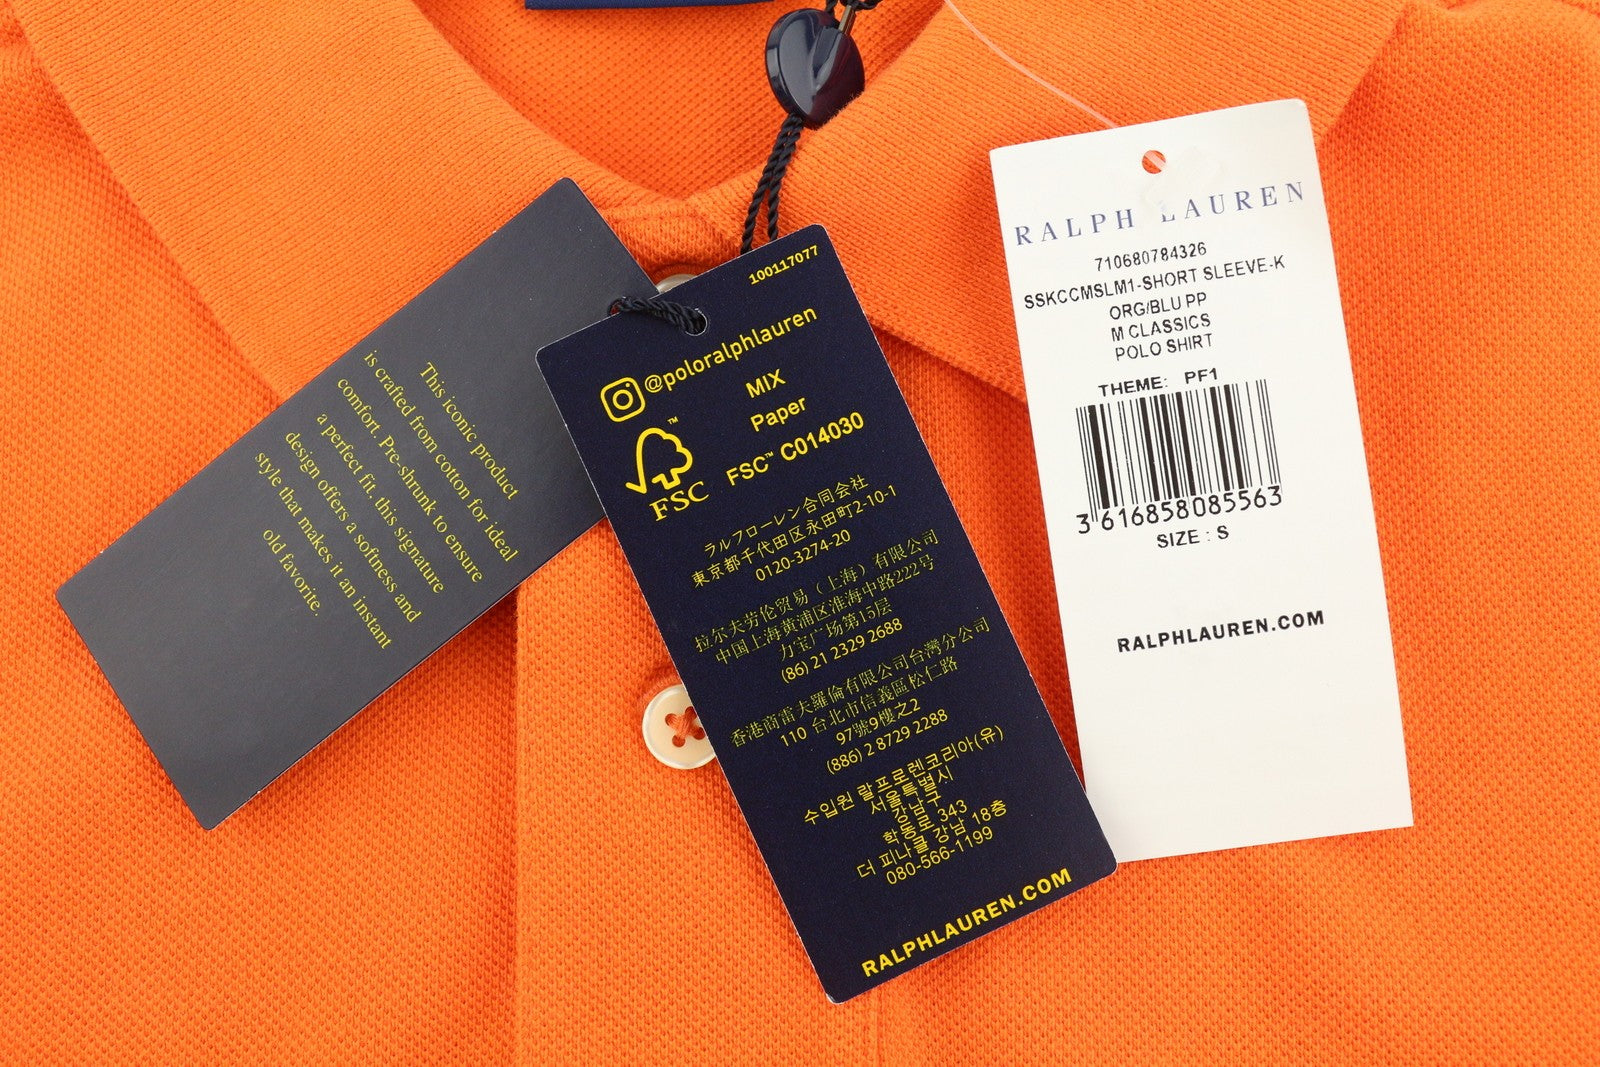 This iconic product
is crafted from cotton for ideal
comfort. Pre-shrunk to ensure
a perfect fit, this signature
design offers a softness and
style that makes it an instant
old favorite.
100117077
@poloralphlauren
MIX
Paper
FSC™ C014030
™
FSC
ラルフローレン合同会社
東京都千代田区永田町2-10-1
0120-3274-20
拉尔夫劳伦贸易（上海）有限公司
中国上海黄浦区淮海中路222号
力宝广场第15层
(86) 21 2329 2688
香港商雷夫羅倫有限公司台灣分公司
110 台北市信義區松仁路
97號9樓之2
(886) 2 8729 2288
수입원 랄프로렌코리아(유)
서울특별시
강남구
학동로 343
더 피나클 강남 18층
080-566-1199
RALPHLAUREN.COM
RALPH LAUREN
710680784326
SSKCCMSLM1-SHORT SLEEVE-K
ORG/BLU PP
M CLASSICS
POLO SHIRT
THEME: PF1
3 616858085563
SIZE : S
RALPHLAUREN.COM